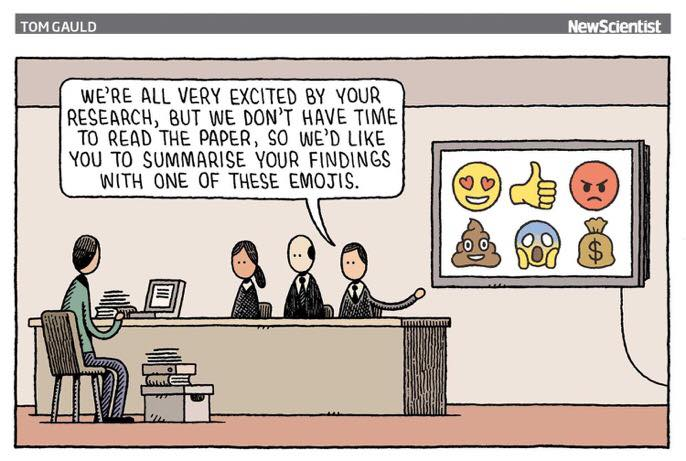 TOM GAULD
NewScientist
WE'RE ALL VERY EXCITED BY YOUR
RESEARCH, BUT WE DON'T HAVE TIME
TO READ THE PAPER, SO WE'D LIKE
YOU TO SUMMARISE YOUR FINDINGS
WITH ONE OF THESE EMOJIS.
$